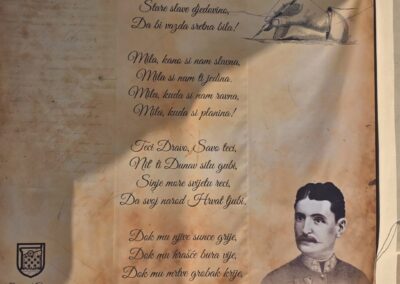 Stare slave djedovino,
Da bi vazda sretna bila!
Mila, kano si nam slavna,
Mila si nam ti jedina.
Mila, kuda si nam ravna,
Mila, kuda si planina!
Teci Dravo, Savo teci,
Nit' ti Dunav silu gubi,
Sinje more svijetu reci,
Da svoj narod Hrvat ljubi,
Dok mu njive sunce grije,
Dok mu hrašće bura vije,
Dok mu mrtve grobak krije,